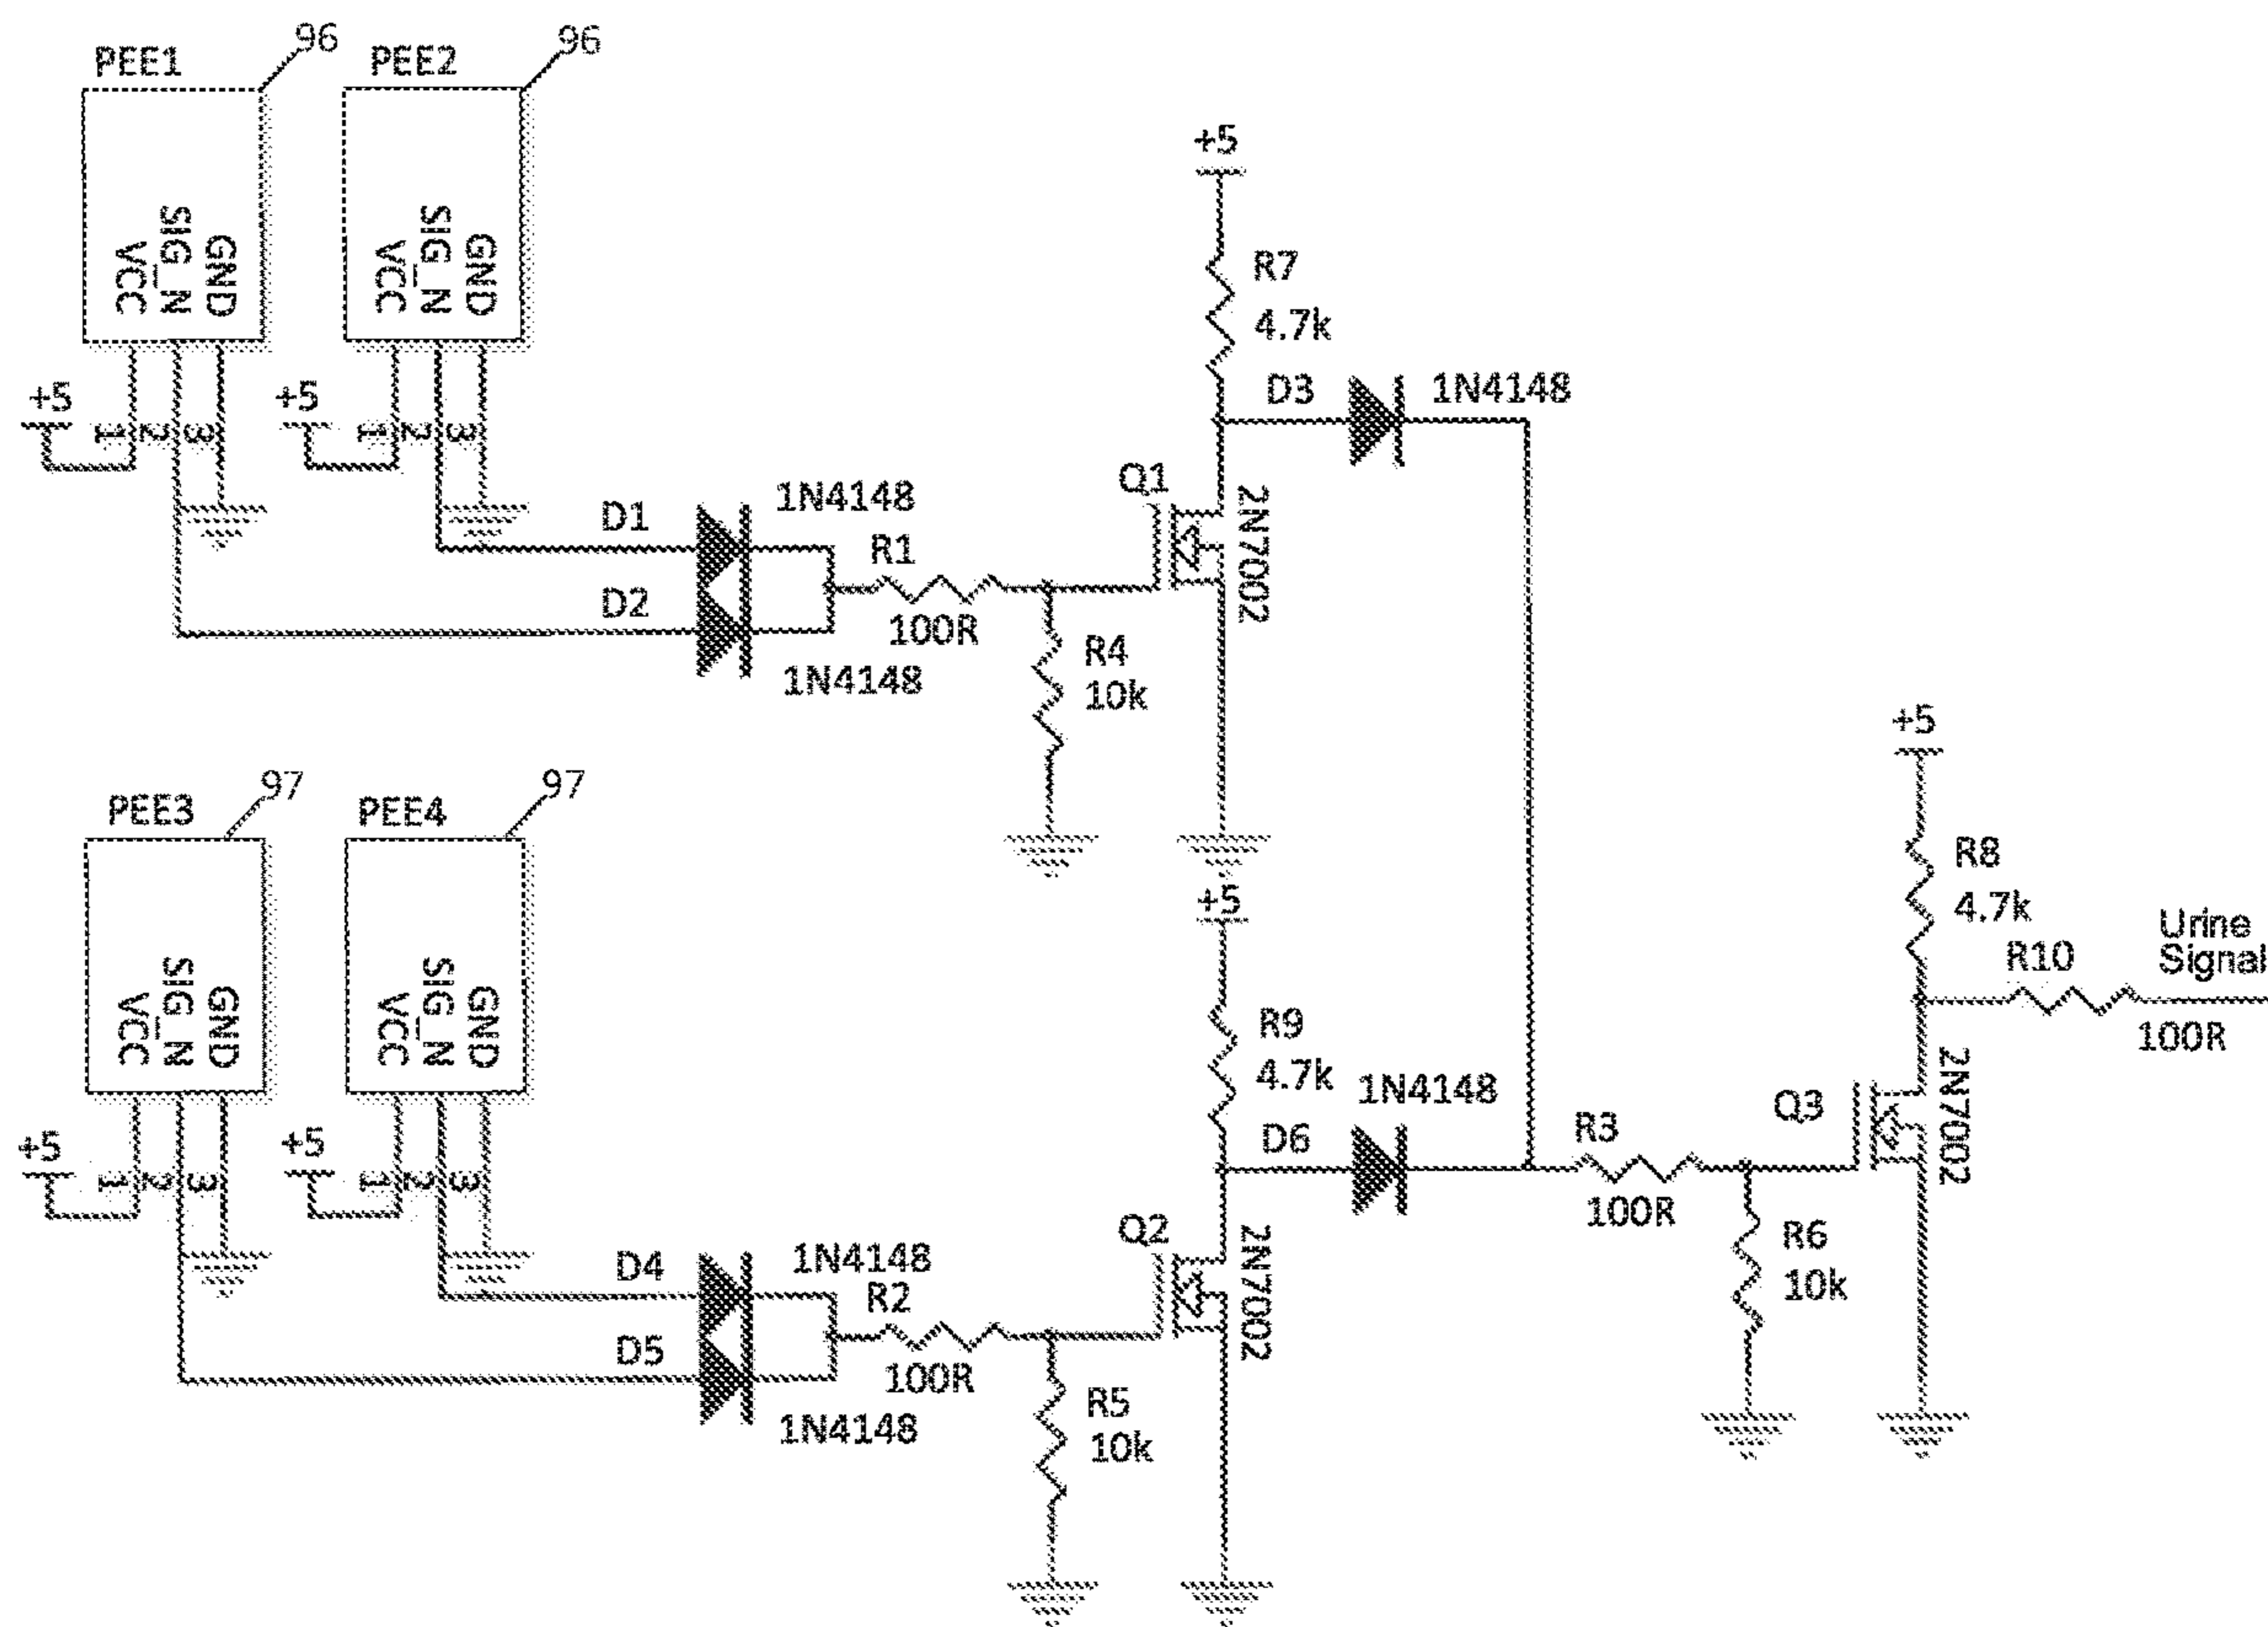 96
96
PEE1
PEE2
VCC
SIG_N
GND
VCC
SIG_N
GND
+5
1
2
3
+5
1
2
3
+5
R7
4.7k
D3
1N4148
D1
1N4148
D2
1N4148
R1
100R
R4
10k
Q1
2N7002
97
97
PEE3
PEE4
VCC
SIG_N
GND
VCC
SIG_N
GND
+5
1
2
3
+5
1
2
3
+5
R9
4.7k
D6
1N4148
D4
1N4148
D5
1N4148
R2
100R
R5
10k
Q2
2N7002
R3
100R
R6
10k
Q3
2N7002
+5
R8
4.7k
R10
100R
Urine
Signal